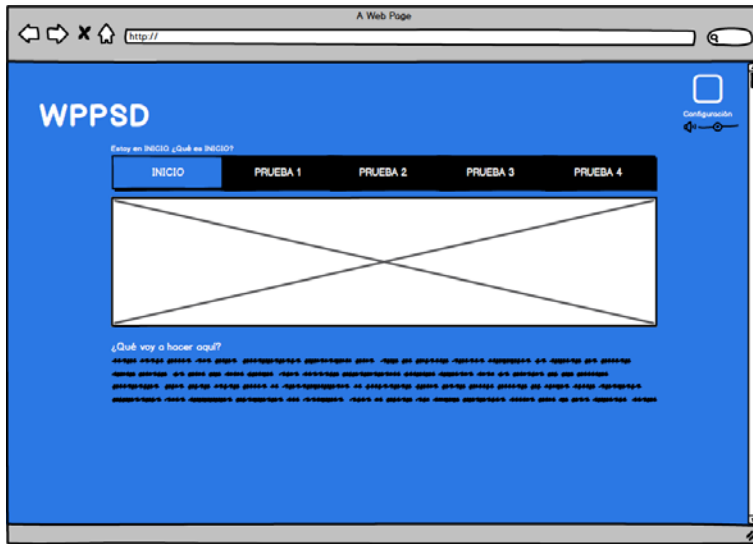 A Web Page
http://
WPPSD
Configuración
Estoy en INICIO ¿Qué es INICIO?
INICIO
PRUEBA 1
PRUEBA 2
PRUEBA 3
PRUEBA 4
¿Qué voy a hacer aquí?